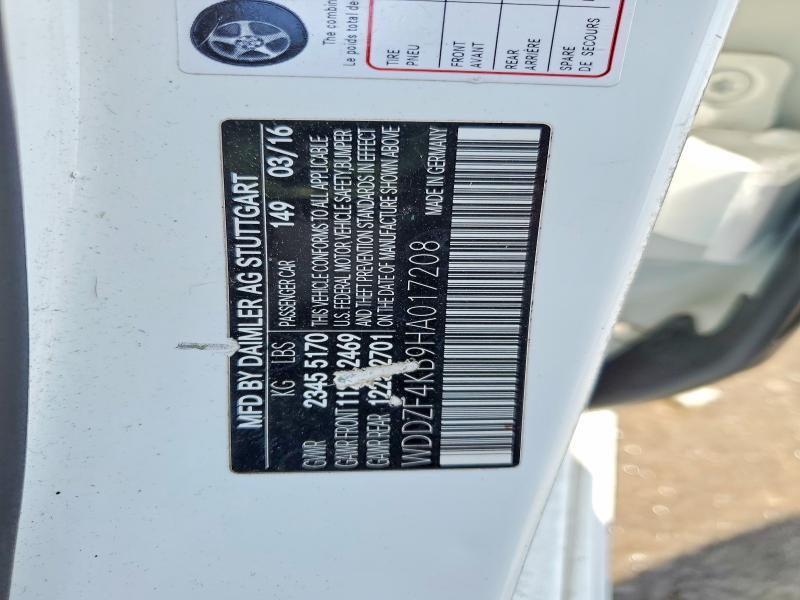 The combin
Le poids total de
TIRE
PNEU
FRONT
AVANT
REAR
ARRIÈRE
SPARE
DE SECOURS
MFD BY DAIMLER AG STUTTGART
KG LBS PASSENGER CAR 149 03/16
GVWR 2345 5170 THIS VEHICLE CONFORMS TO ALL APPLICABLE
GAWR FRONT 2469 U.S. FEDERAL MOTOR VEHICLE SAFETY, BUMPER
GAWR REAR 2701 AND THEFT PREVENTION STANDARDS IN EFFECT
ON THE DATE OF MANUFACTURE SHOWN ABOVE
WDDZF4KB9HA017208 MADE IN GERMANY